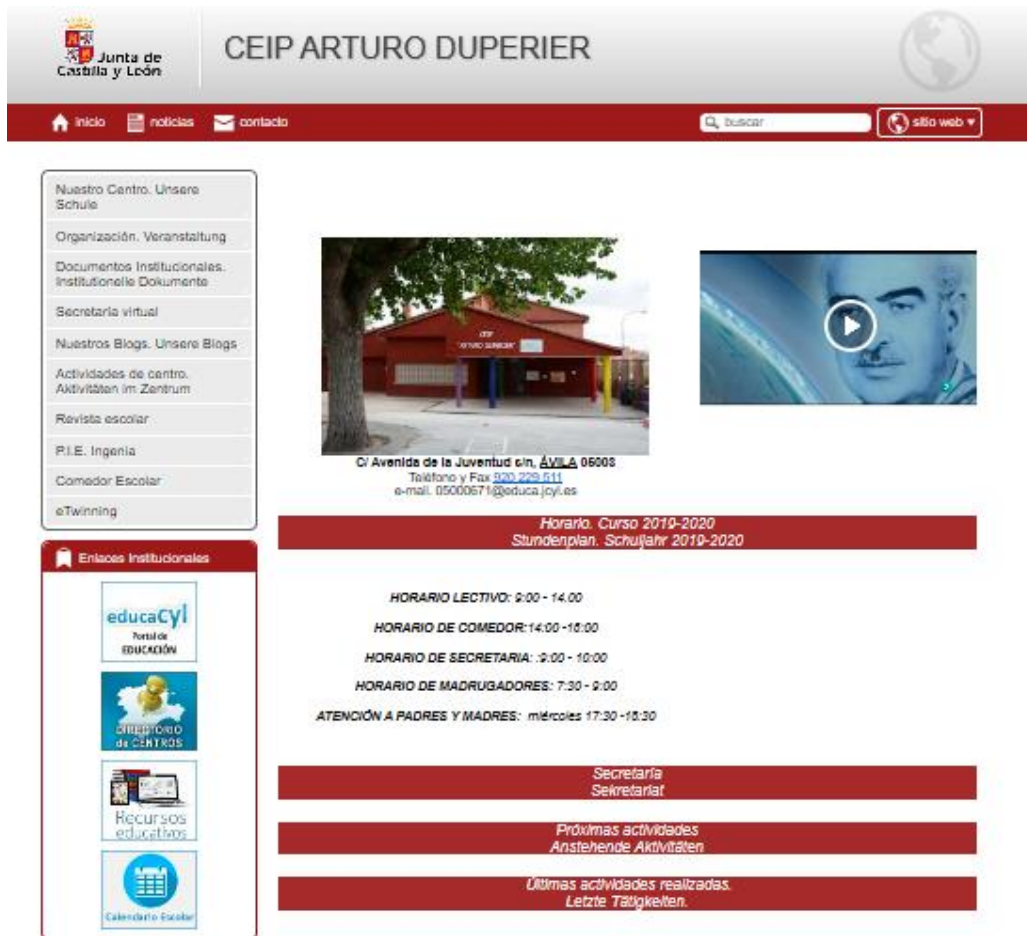 Junta de
Castilla y León
CEIP ARTURO DUPERIER
inicio
noticias
contacto
buscar
sitio web
Nuestro Centro. Unsere
Schule
Organización. Veranstaltung
Documentos Institucionales.
Institutionelle Dokumente
Secretaría virtual
Nuestros Blogs. Unsere Blogs
Actividades de centro.
Aktivitäten im Zentrum
Revista escolar
P.I.E. Ingenia
Comedor Escolar
eTwinning
Enlaces Institucionales
educacyl
Portal de
EDUCACIÓN
DIRECTORIO
de CENTROS
Recursos
educativos
Calendario Escolar
CEIP
"ARTURO DUPERIER"
C/ Avenida de la Juventud s/n, ÁVILA 05003
Teléfono y Fax 920 229 511
e-mail. 05000671@educa.jcyl.es
Horario. Curso 2019-2020
Stundenplan. Schuljahr 2019-2020
HORARIO LECTIVO: 9:00 - 14.00
HORARIO DE COMEDOR:14:00 -16:00
HORARIO DE SECRETARIA: :9:00 - 10:00
HORARIO DE MADRUGADORES: 7:30 - 9:00
ATENCIÓN A PADRES Y MADRES: miércoles 17:30 -18:30
Secretaría
Sekretariat
Próximas actividades
Anstehende Aktivitäten
Últimas actividades realizadas.
Letzte Tätigkeiten.